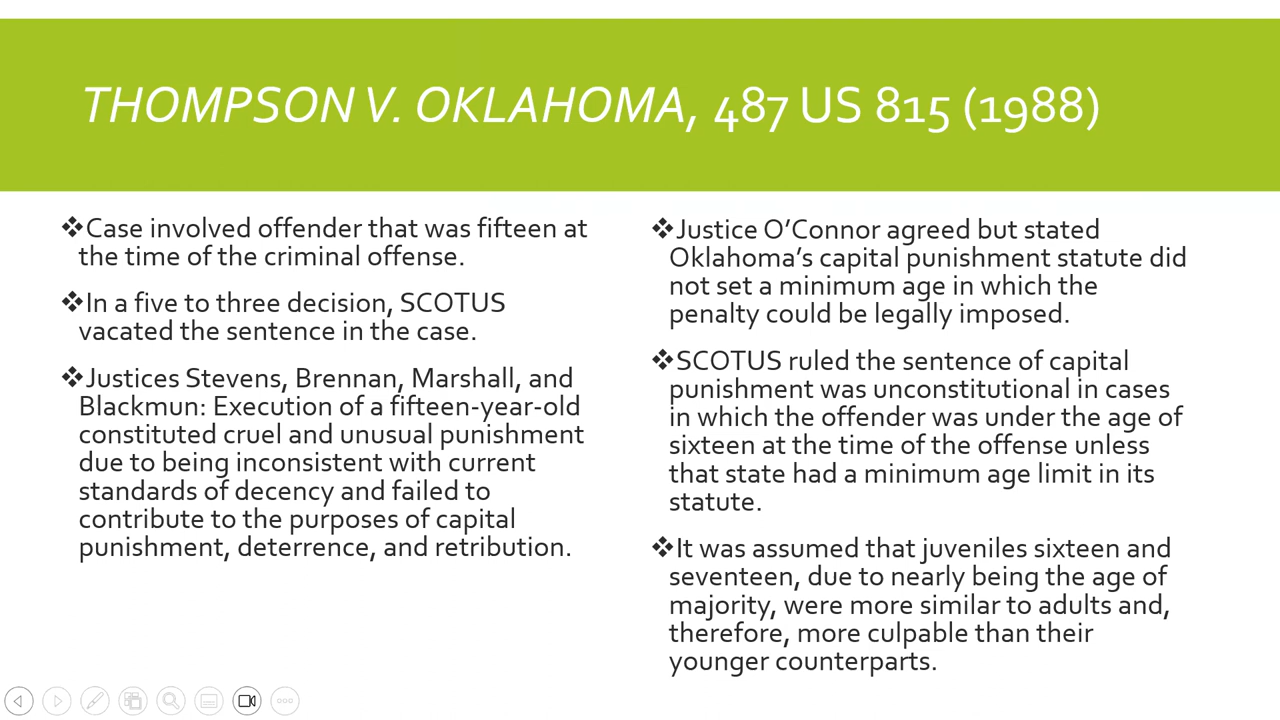 THOMPSON V. OKLAHOMA, 487 US 815 (1988)
❖Case involved offender that was fifteen at
the time of the criminal offense.
❖In a five to three decision, SCOTUS
vacated the sentence in the case.
❖Justices Stevens, Brennan, Marshall, and
Blackmun: Execution of a fifteen-year-old
constituted cruel and unusual punishment
due to being inconsistent with current
standards of decency and failed to
contribute to the purposes of capital
punishment, deterrence, and retribution.
❖Justice O’Connor agreed but stated
Oklahoma’s capital punishment statute did
not set a minimum age in which the
penalty could be legally imposed.
❖SCOTUS ruled the sentence of capital
punishment was unconstitutional in cases
in which the offender was under the age of
sixteen at the time of the offense unless
that state had a minimum age limit in its
statute.
❖It was assumed that juveniles sixteen and
seventeen, due to nearly being the age of
majority, were more similar to adults and,
therefore, more culpable than their
younger counterparts.